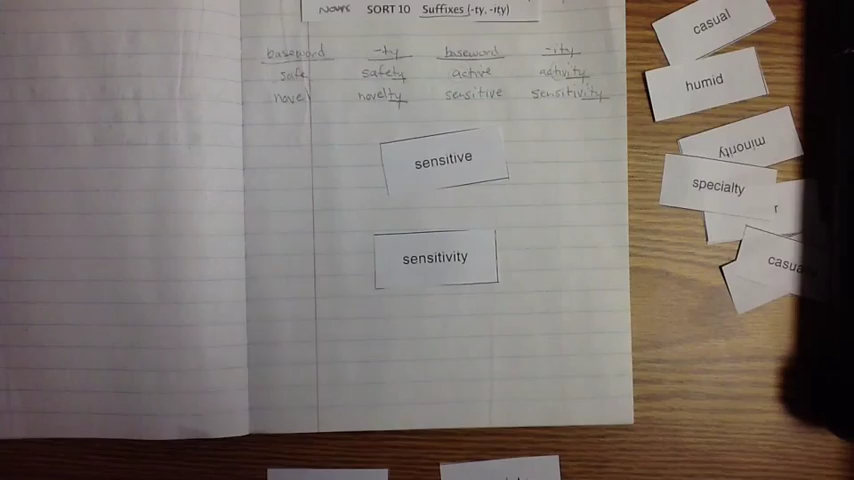 Nouns SORT 10 Suffixes (-ty, -ity)
baseword -ty baseword -ity
safe safety active activity
novel novelty sensitive sensitivity
sensitive
sensitivity
casual
humid
minority
specialty
r